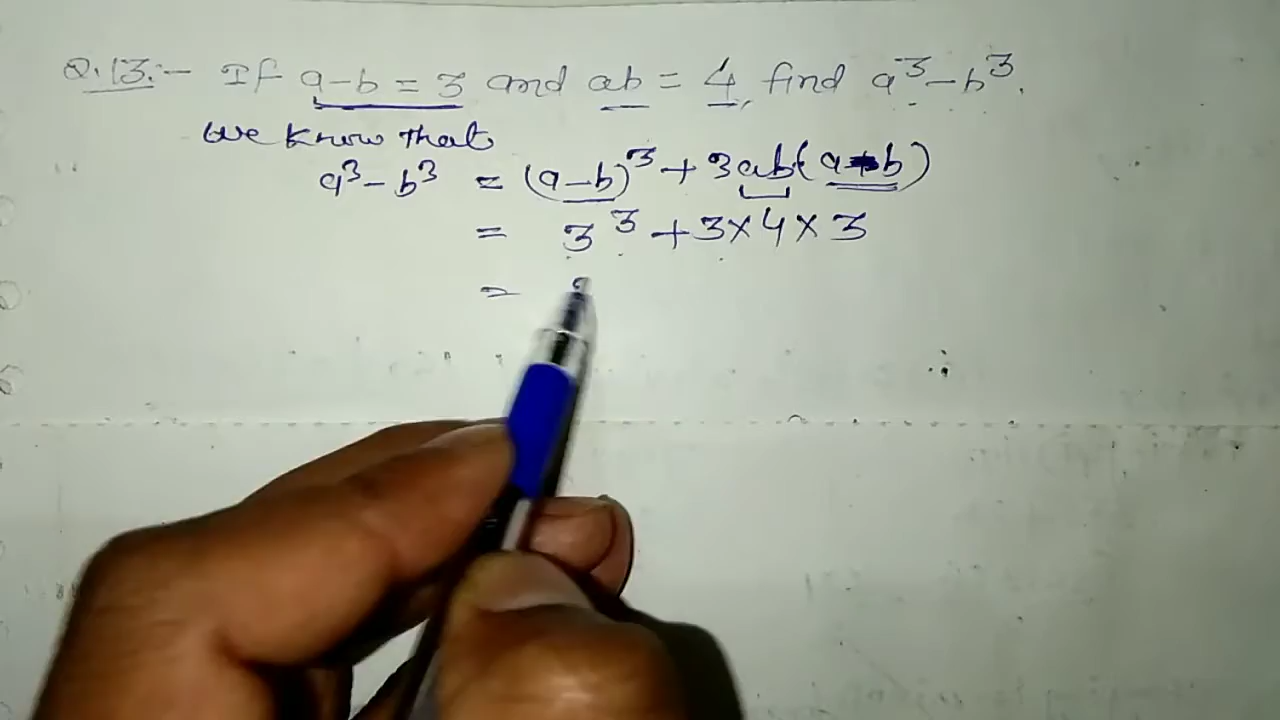 Q.13:- If a-b = 3 and ab = 4, find a³-b³.
We know that
a³-b³ = (a-b)³ + 3ab(a-b)
= 3³ + 3×4×3
=